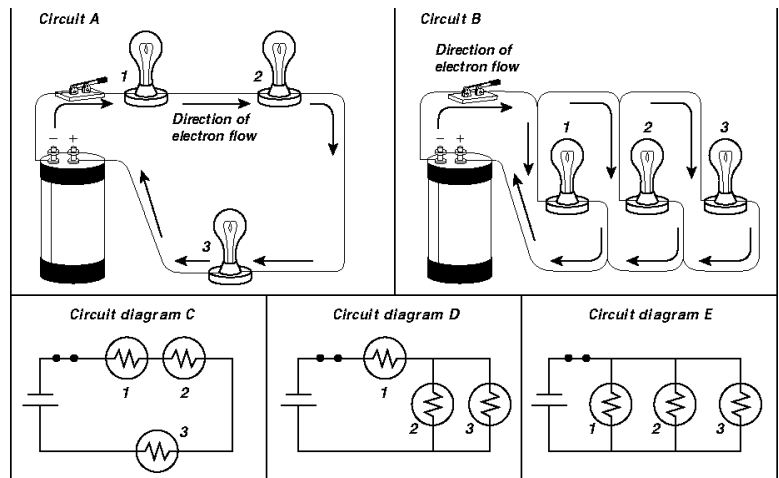 Circuit A
1
2
Direction of
electron flow
− +
3
Circuit B
Direction of
electron flow
1
2
3
− +
Circuit diagram C
1
2
3
Circuit diagram D
1
2
3
Circuit diagram E
1
2
3